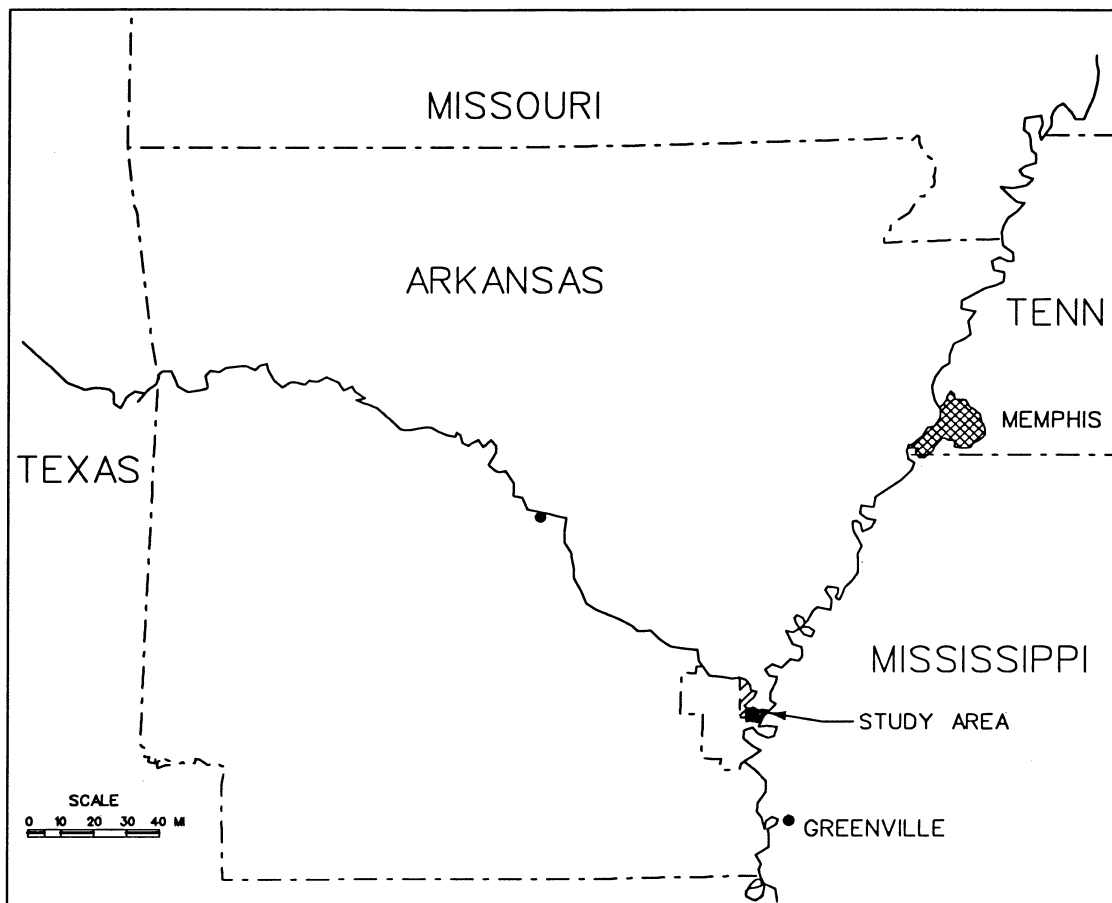 MISSOURI
ARKANSAS
TENN
MEMPHIS
TEXAS
MISSISSIPPI
STUDY AREA
SCALE
0 10 20 30 40 MI
GREENVILLE